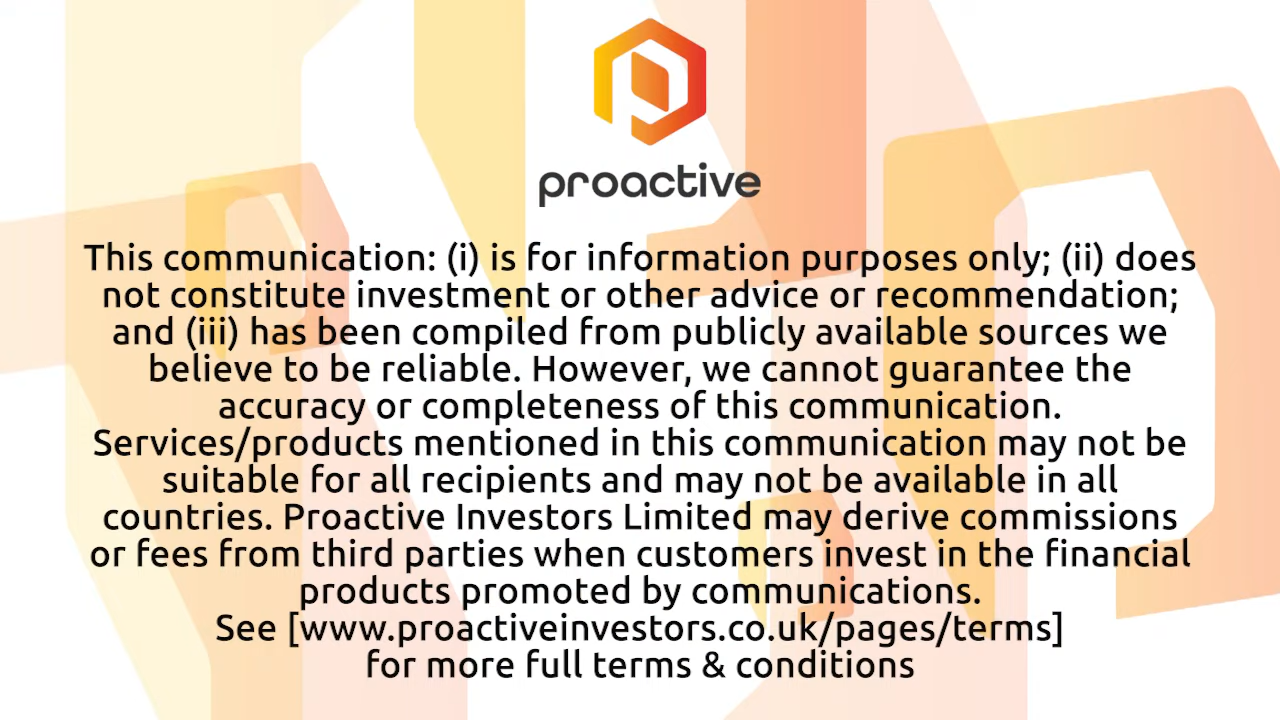 proactive
This communication: (i) is for information purposes only; (ii) does
not constitute investment or other advice or recommendation;
and (iii) has been compiled from publicly available sources we
believe to be reliable. However, we cannot guarantee the
accuracy or completeness of this communication.
Services/products mentioned in this communication may not be
suitable for all recipients and may not be available in all
countries. Proactive Investors Limited may derive commissions
or fees from third parties when customers invest in the financial
products promoted by communications.
See [www.proactiveinvestors.co.uk/pages/terms]
for more full terms & conditions